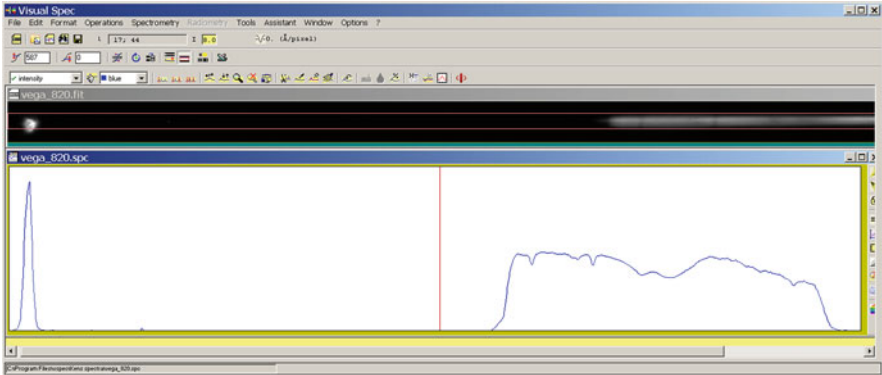 Visual Spec
File Edit Format Operations Spectrometry Radiometry Tools Assistant Window Options ?
17; 44 I 0.0 0. (Å/pixel)
587 0
intensity blue
vega_820.fit
vega_820.spc